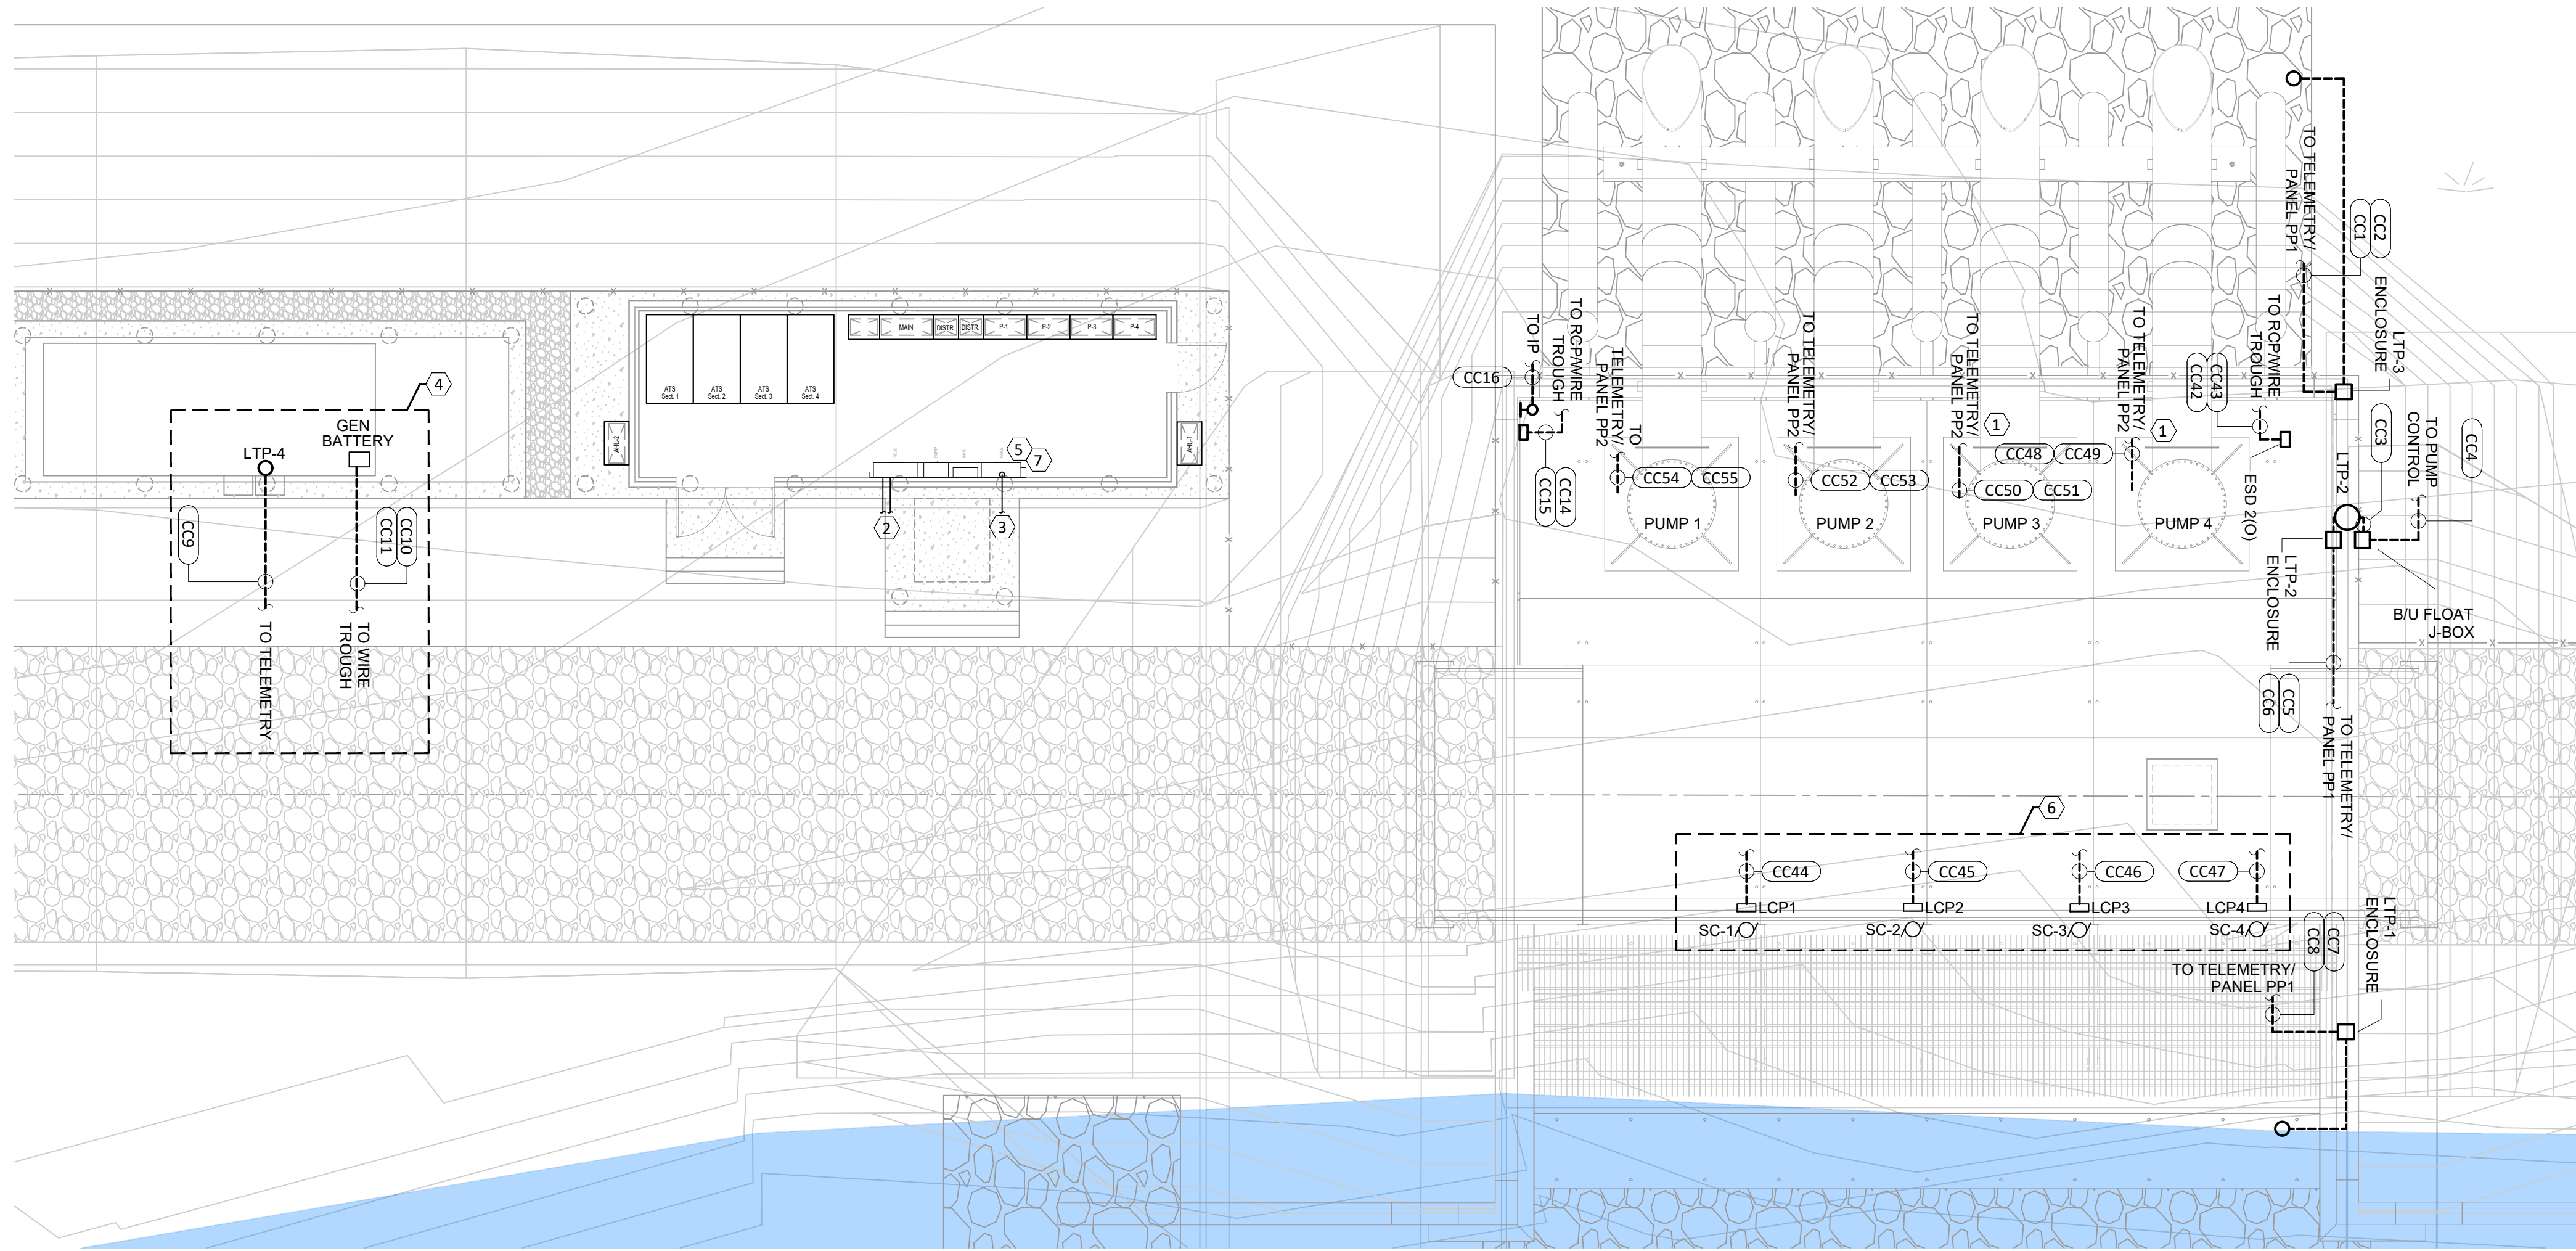 TO TELEMETRY/
PANEL PP1
CC1
CC2
LTP-3
ENCLOSURE
MAIN
DISTR.
DISTR.
P-1
P-2
P-3
P-4
ATS
Sect. 1
ATS
Sect. 2
ATS
Sect. 3
ATS
Sect. 4
AHU-2
AHU-1
4
GEN
BATTERY
LTP-4
CC9
CC11
CC10
TO TELEMETRY
TO WIRE
TROUGH
5
7
2
3
TO IP
CC16
TO RCP/WIRE
TROUGH
CC15
CC14
TO
TELEMETRY/
PANEL PP2
CC54
CC55
PUMP 1
TO TELEMETRY/
PANEL PP2
CC52
CC53
PUMP 2
TO TELEMETRY/
PANEL PP2
1
CC50
CC51
PUMP 3
TO TELEMETRY/
PANEL PP2
1
CC48
CC49
PUMP 4
CC42
CC43
TO RCP/WIRE
TROUGH
ESD 2(O)
LTP-2
CC3
TO PUMP
CONTROL
CC4
LTP-2
ENCLOSURE
B/U FLOAT
J-BOX
CC6
CC5
TO TELEMETRY/
PANEL PP1
6
CC44
CC45
CC46
CC47
LCP1
LCP2
LCP3
LCP4
SC-1
SC-2
SC-3
SC-4
CC8
CC7
LTP-1
ENCLOSURE
TO TELEMETRY/
PANEL PP1